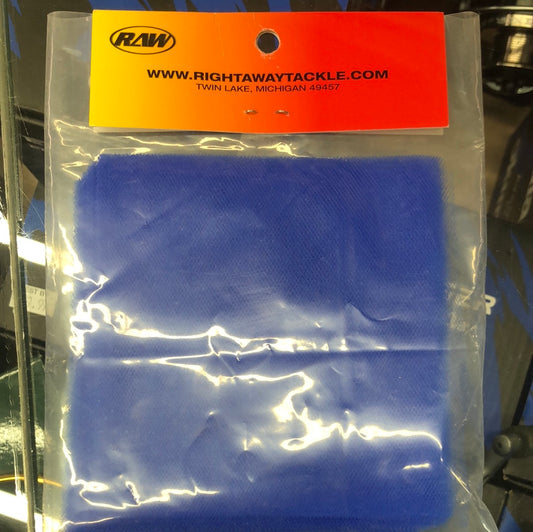 RAW
WWW.RIGHTAWAYTACKLE.COM
TWIN LAKE, MICHIGAN 49457